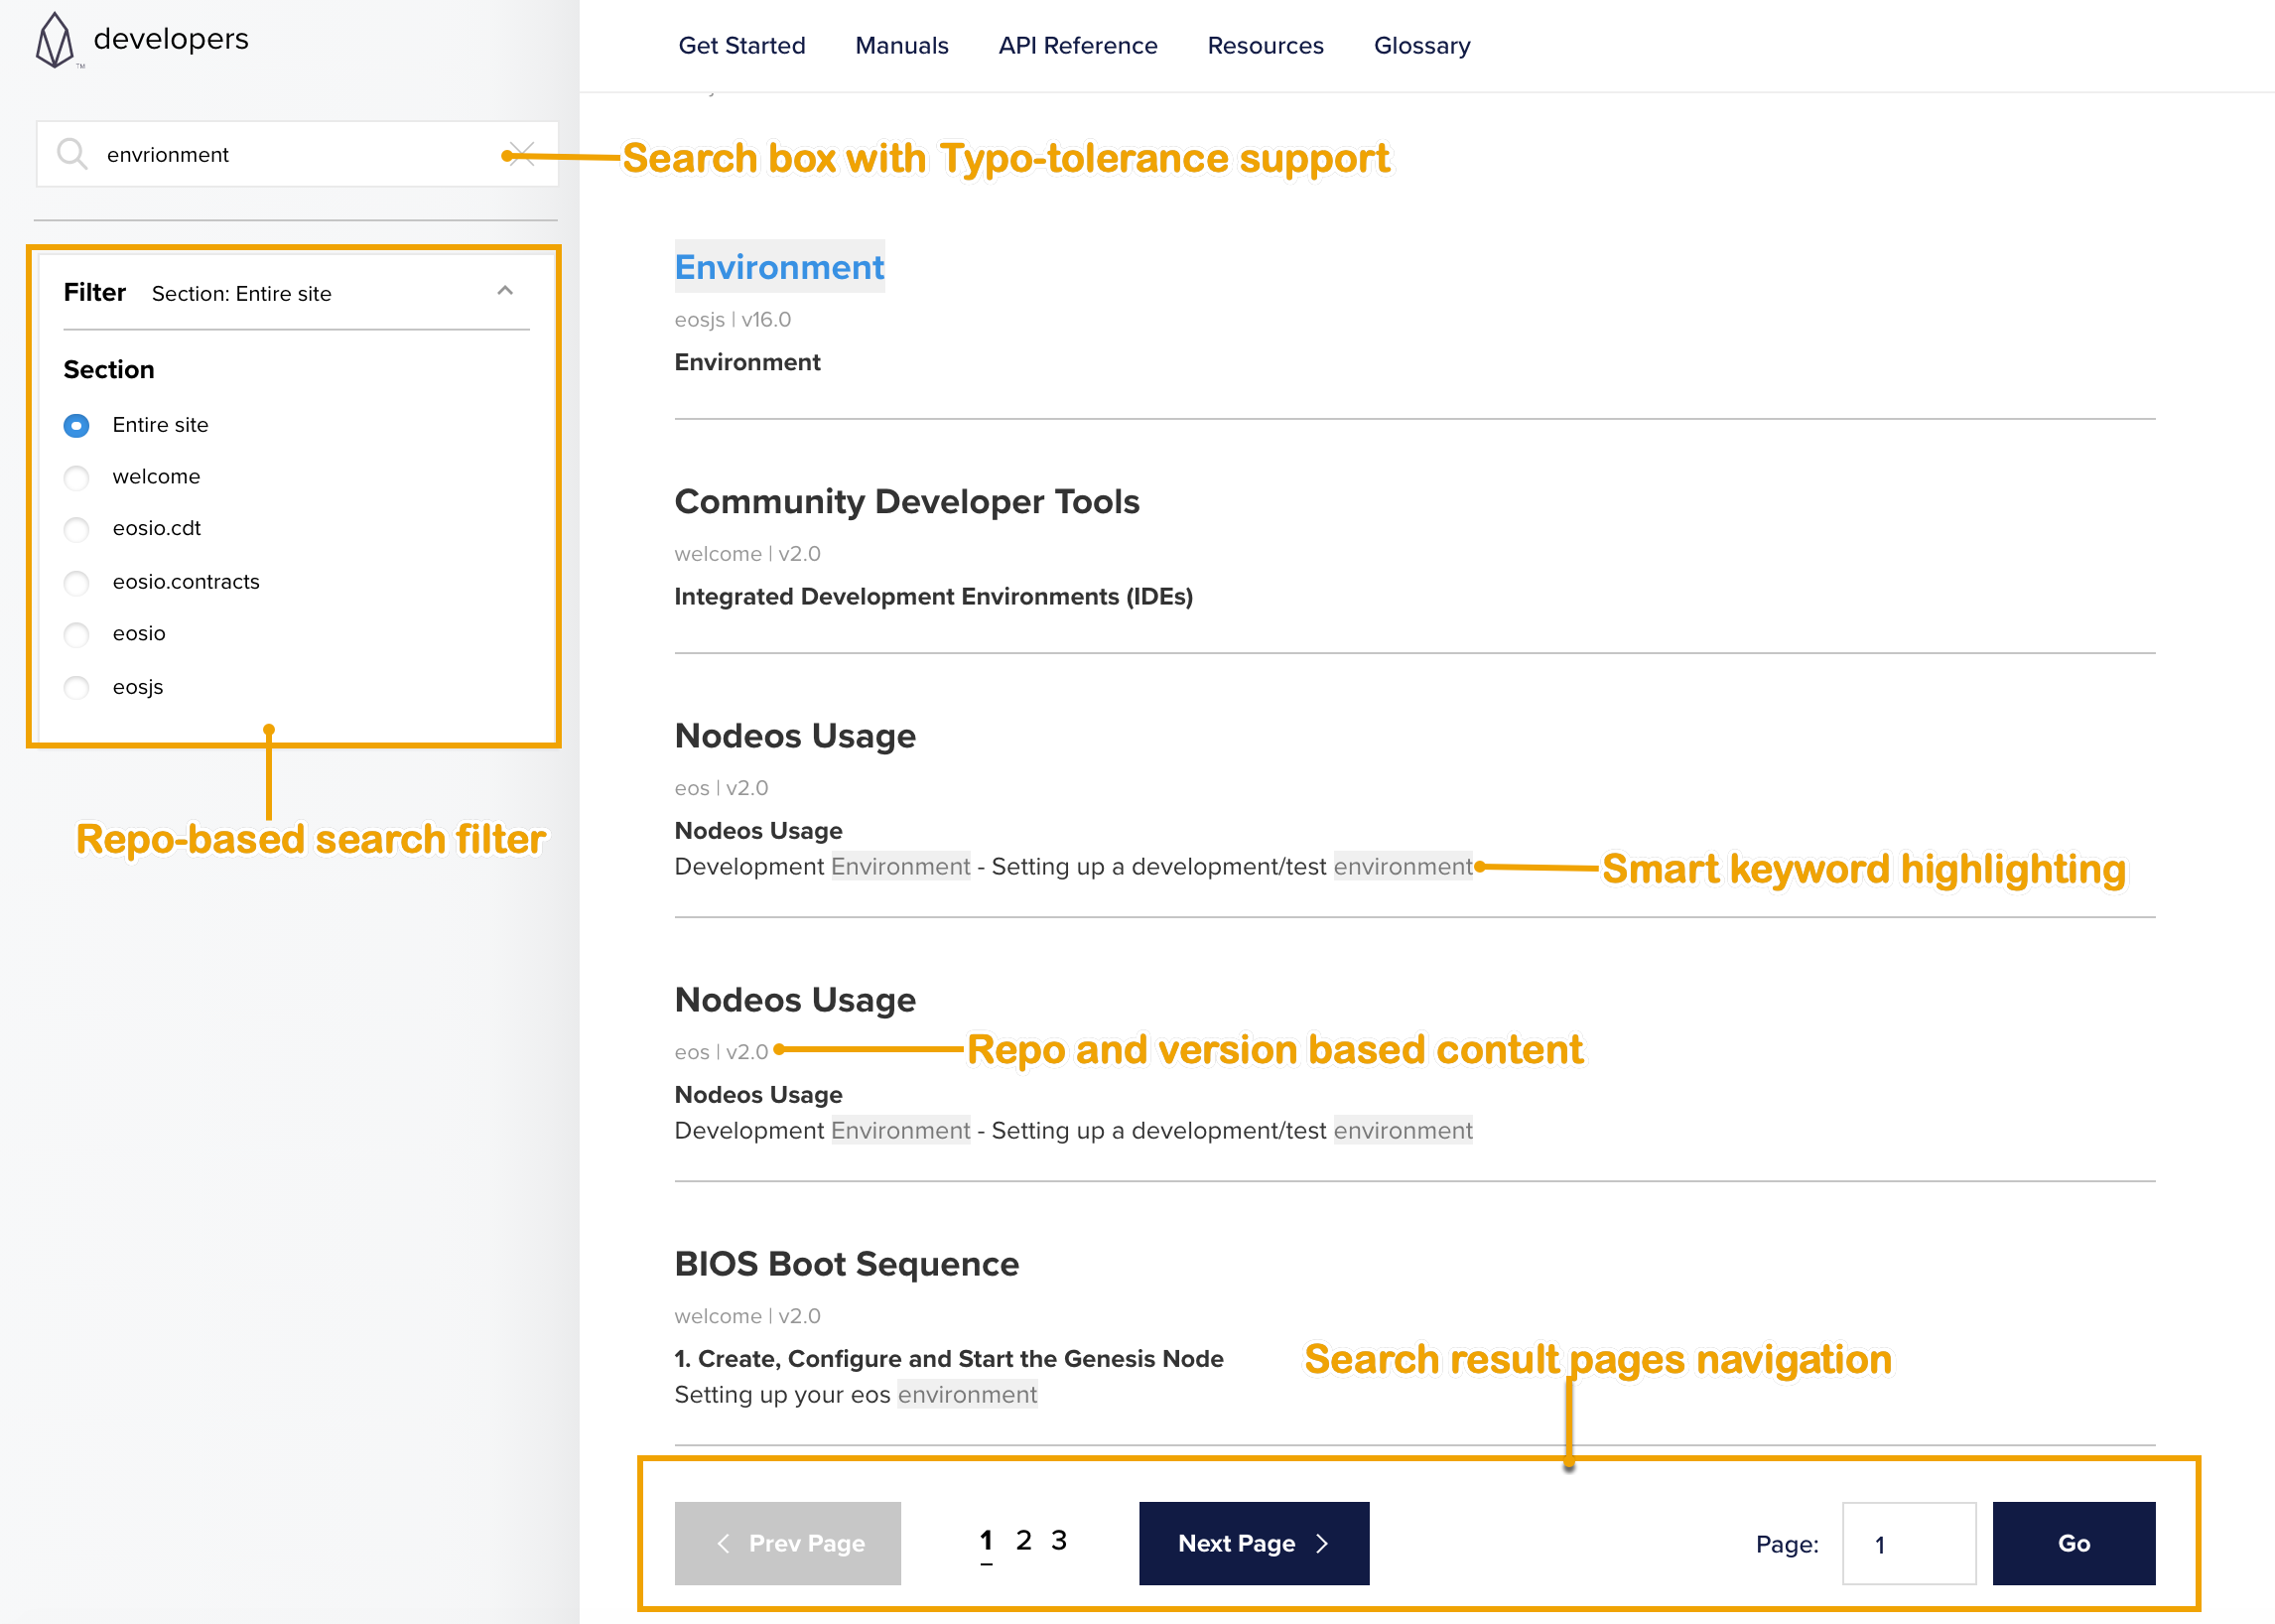 developers
™
Get Started Manuals API Reference Resources Glossary
envrionment
Search box with Typo-tolerance support
Filter Section: Entire site
Section
Entire site
welcome
eosio.cdt
eosio.contracts
eosio
eosjs
Repo-based search filter
Environment
eosjs | v16.0
Environment
Community Developer Tools
welcome | v2.0
Integrated Development Environments (IDEs)
Nodeos Usage
eos | v2.0
Nodeos Usage
Development Environment - Setting up a development/test environment
Smart keyword highlighting
Nodeos Usage
eos | v2.0
Repo and version based content
Nodeos Usage
Development Environment - Setting up a development/test environment
BIOS Boot Sequence
welcome | v2.0
1. Create, Configure and Start the Genesis Node
Setting up your eos environment
Search result pages navigation
Prev Page 1 2 3 Next Page Page: 1 Go